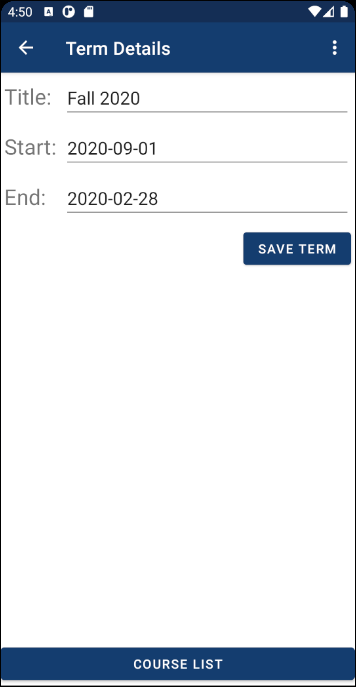 4:50
Term Details
Title: Fall 2020
Start: 2020-09-01
End: 2020-02-28
SAVE TERM
COURSE LIST